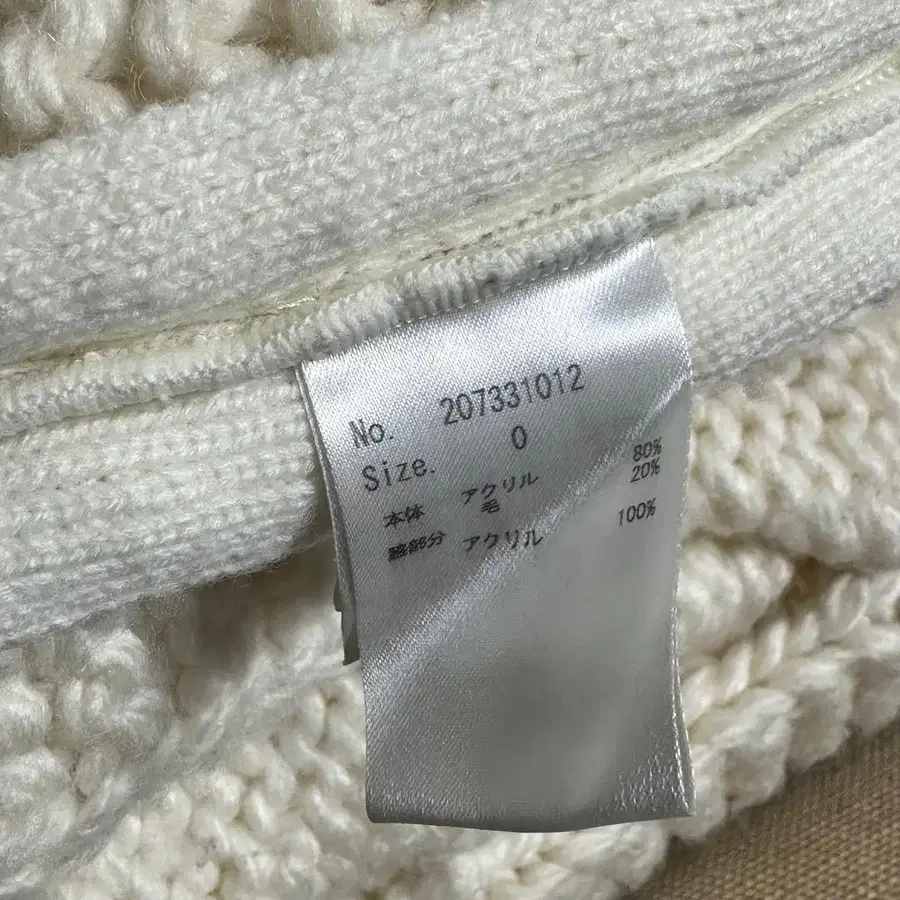 No. 207331012
Size. 0
本体 アクリル 80%
毛 20%
脇部分 アクリル 100%